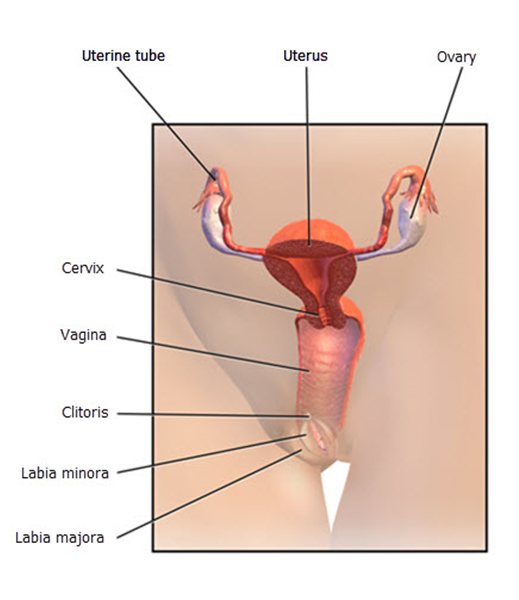 Uterine tube
Uterus
Ovary
Cervix
Vagina
Clitoris
Labia minora
Labia majora